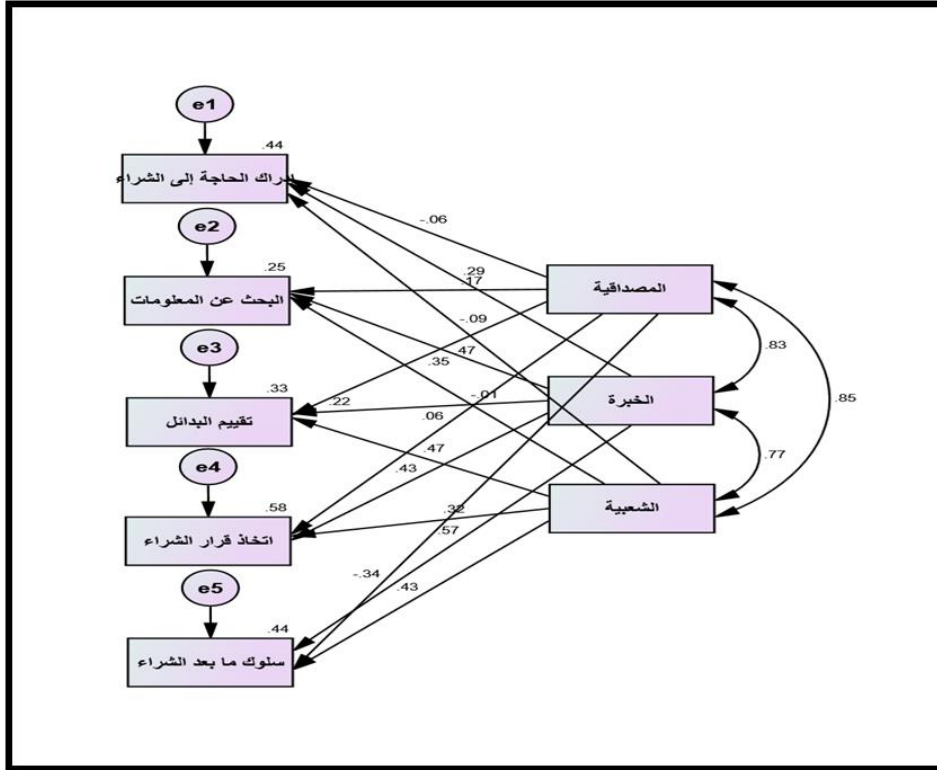 e1
.44
إدراك الحاجة إلى الشراء
e2
-.06
.25
.29
.17
البحث عن المعلومات
المصداقية
-.09
e3
.47
.35
.83
.33
.22
-.01
.06
الخبرة
.85
تقييم البدائل
.47
.77
e4
.43
.58
.32
الشعبية
.57
اتخاذ قرار الشراء
e5
-.34
.43
.44
سلوك ما بعد الشراء